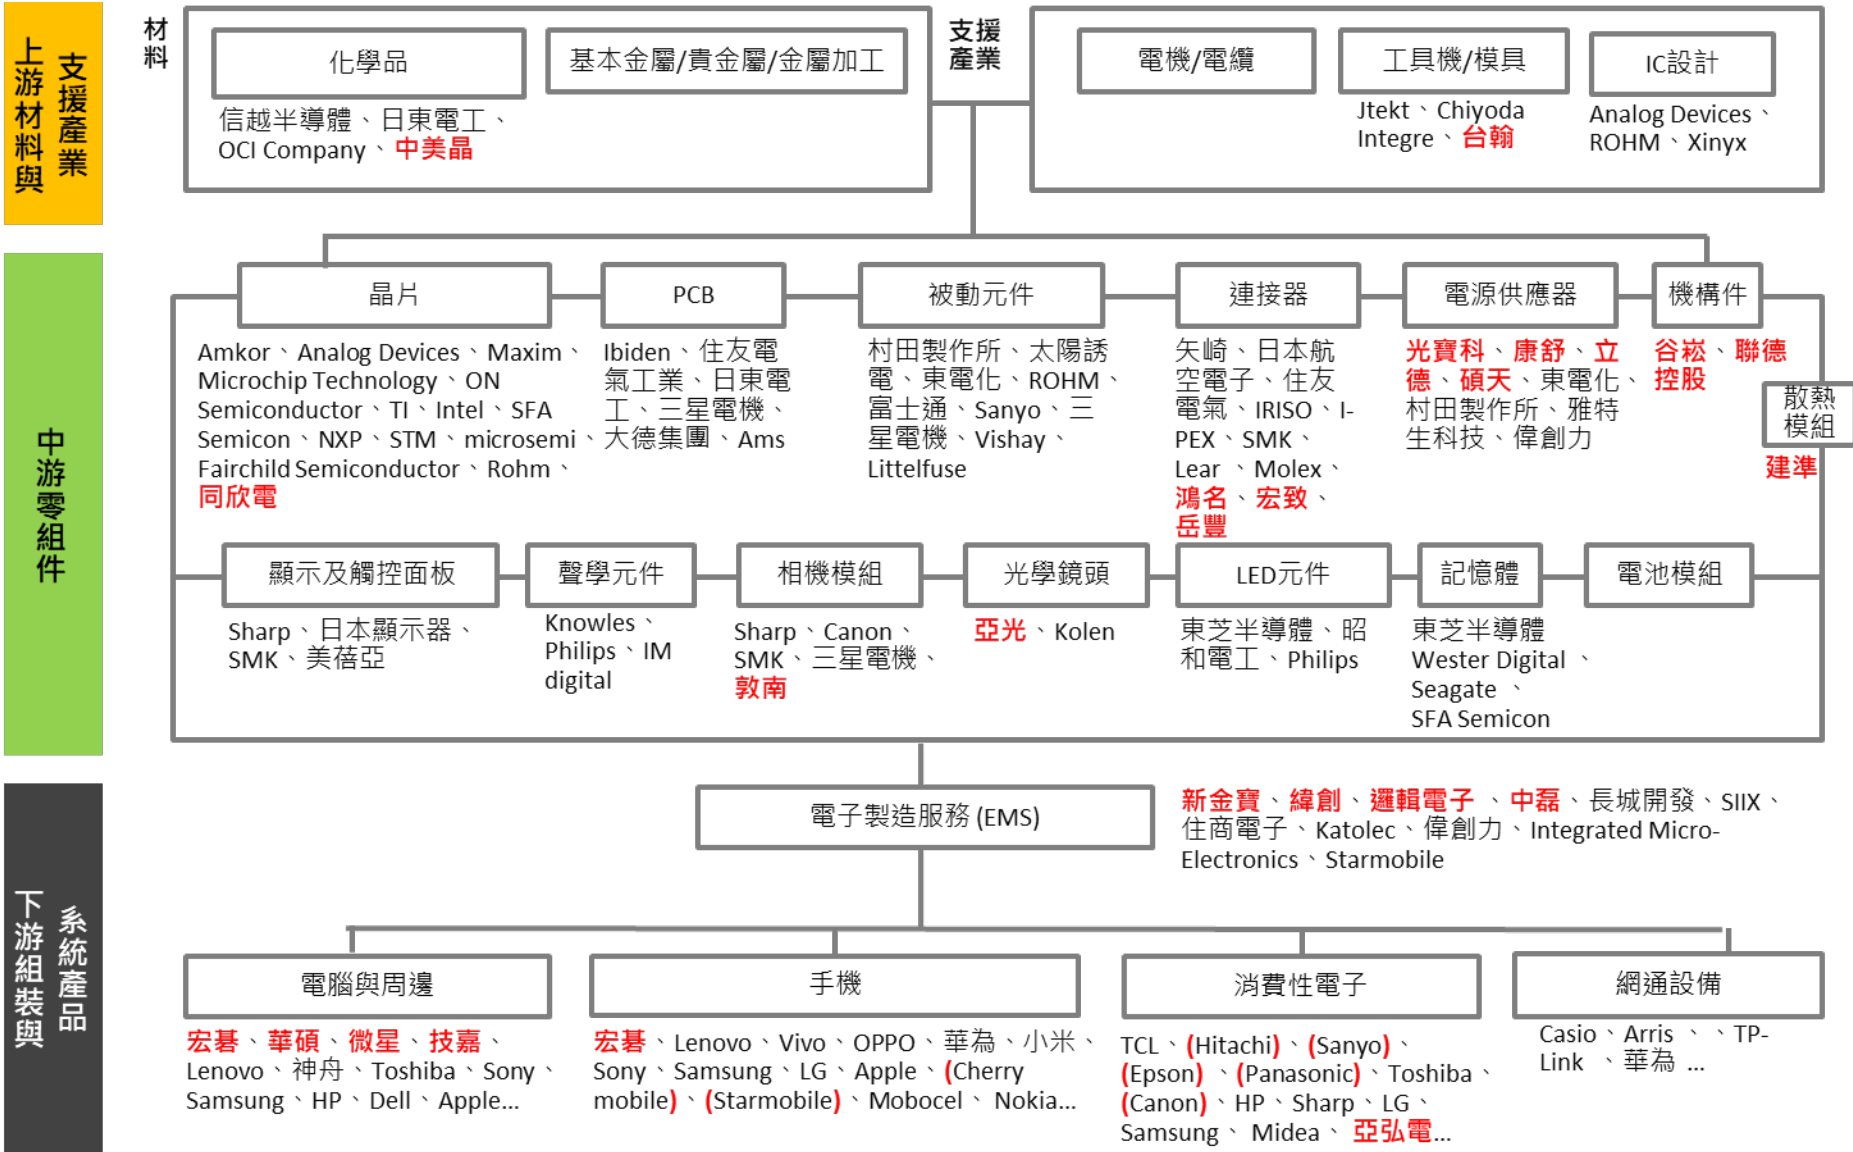 上游材料與
支援產業
材料
化學品
信越半導體、日東電工、
OCI Company、中美晶
基本金屬/貴金屬/金屬加工
支援
產業
電機/電纜
工具機/模具
Jtekt、Chiyoda
Integre、台翰
IC設計
Analog Devices、
ROHM、Xinyx
中游零組件
晶片
Amkor、Analog Devices、Maxim、
Microchip Technology、ON
Semiconductor、TI、Intel、SFA
Semicon、NXP、STM、microsemi、
Fairchild Semiconductor、Rohm、
同欣電
PCB
Ibiden、住友電
氣工業、日東電
工、三星電機、
大德集團、Ams
被動元件
村田製作所、太陽誘
電、東電化、ROHM、
富士通、Sanyo、三
星電機、Vishay、
Littelfuse
連接器
矢崎、日本航
空電子、住友
電氣、IRISO、I-
PEX、SMK、
Lear 、Molex、
鴻名、宏致、
岳豐
電源供應器
光寶科、康舒、立
德、碩天、東電化、
村田製作所、雅特
生科技、偉創力
機構件
谷崧、聯德
控股
散熱
模組
建準
顯示及觸控面板
Sharp、日本顯示器、
SMK、美蓓亞
聲學元件
Knowles、
Philips、IM
digital
相機模組
Sharp、Canon、
SMK、三星電機、
敦南
光學鏡頭
亞光、Kolen
LED元件
東芝半導體、昭
和電工、Philips
記憶體
東芝半導體
Wester Digital 、
Seagate 、
SFA Semicon
電池模組
下游組裝與
系統產品
電子製造服務 (EMS)
新金寶、緯創、邏輯電子 、中磊、長城開發、SIIX、
住商電子、Katolec、偉創力、Integrated Micro-
Electronics、Starmobile
電腦與周邊
宏碁、華碩、微星、技嘉、
Lenovo、神舟、Toshiba、Sony、
Samsung、HP、Dell、Apple...
手機
宏碁、Lenovo、Vivo、OPPO、華為、小米、
Sony、Samsung、LG、Apple、(Cherry
mobile)、(Starmobile)、Mobocel、Nokia...
消費性電子
TCL、(Hitachi)、(Sanyo)、
(Epson) 、(Panasonic)、Toshiba、
(Canon)、HP、Sharp、LG、
Samsung、 Midea、 亞弘電...
網通設備
Casio、Arris 、 、TP-
Link 、華為 ...